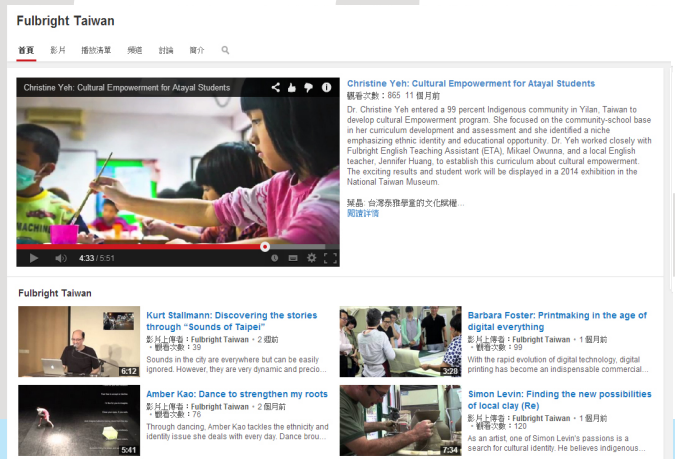 Fulbright Taiwan
首頁 影片 播放清單 頻道 討論 簡介
Christine Yeh: Cultural Empowerment for Atayal Students
MACHIN
4:33 / 5:51
Christine Yeh: Cultural Empowerment for Atayal Students
觀看次數：865 11 個月前
Dr. Christine Yeh entered a 99 percent Indigenous community in Yilan, Taiwan to
develop cultural Empowerment program. She focused on the community-school base
in her curriculum development and assessment and she identified a niche
emphasizing ethnic identity and educational opportunity. Dr. Yeh worked closely with
Fulbright English Teaching Assistant (ETA), Mikael Owunna, and a local English
teacher, Jennifer Huang, to establish this curriculum about cultural empowerment.
The exciting results and student work will be displayed in a 2014 exhibition in the
National Taiwan Museum.
葉晶: 台灣泰雅學童的文化賦權...
閱讀詳情
Fulbright Taiwan
6:12
Kurt Stallmann: Discovering the stories
through “Sounds of Taipei”
影片上傳者：Fulbright Taiwan • 2 週前
• 觀看次數：39
Sounds in the city are everywhere but can be easily
ignored. However, they are very dynamic and precio...
3:28
Barbara Foster: Printmaking in the age of
digital everything
影片上傳者：Fulbright Taiwan • 1 個月前
• 觀看次數：99
With the rapid evolution of digital technology, digital
printing has become an indispensable commercial...
5:41
Amber Kao: Dance to strengthen my roots
影片上傳者：Fulbright Taiwan • 2 個月前
• 觀看次數：76
Through dancing, Amber Kao tackles the ethnicity and
identity issue she deals with every day. Dance brou...
7:34
Simon Levin: Finding the new possibilities
of local clay (Re)
影片上傳者：Fulbright Taiwan • 1 個月前
• 觀看次數：120
As an artist, one of Simon Levin's passions is a
search for cultural identity. He believes indigenous...